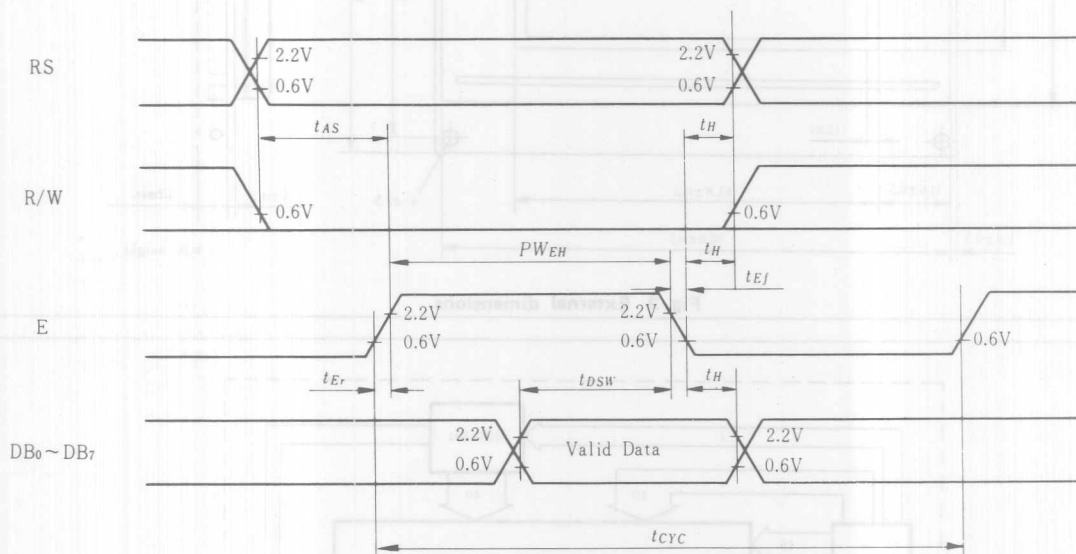 RS
2.2V
0.6V
2.2V
0.6V
tAS
tH
R/W
0.6V
0.6V
PWEH
tH
tEf
E
2.2V
0.6V
2.2V
0.6V
0.6V
tEr
tDSW
tH
DB0~DB7
2.2V
0.6V
Valid Data
2.2V
0.6V
tCYC